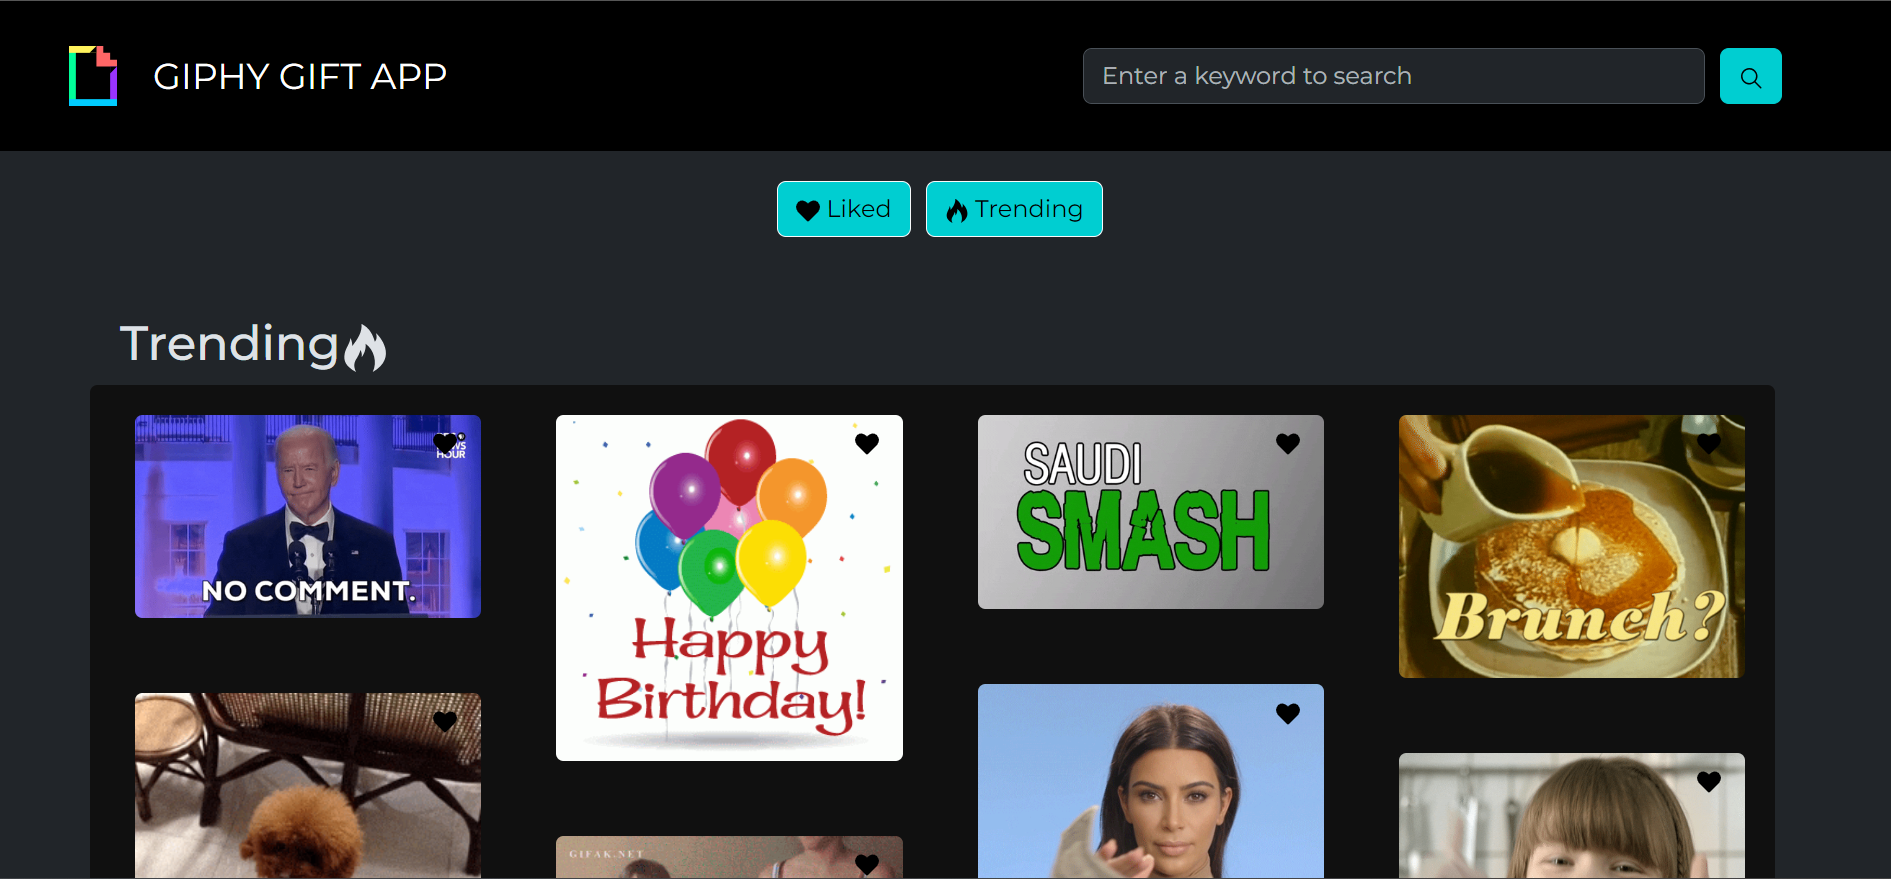 GIPHY GIFT APP
Enter a keyword to search
Liked
Trending
Trending
HOUR
NO COMMENT.
Happy
Birthday!
SAUDI
SMASH
Brunch?
GIFAK.NET